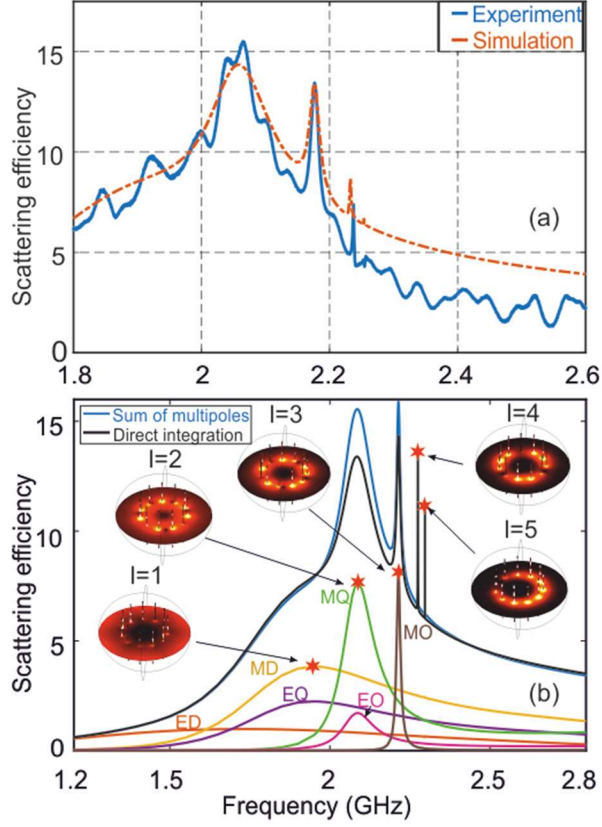 Experiment
Simulation
Scattering efficiency
15
10
5
0
(a)
1.8
2
2.2
2.4
2.6
Sum of multipoles
Direct integration
Scattering efficiency
15
10
5
0
l=3
l=4
l=2
l=5
l=1
MQ
MO
MD
EQ
EO
ED
(b)
1.2
1.5
2
2.5
2.8
Frequency (GHz)